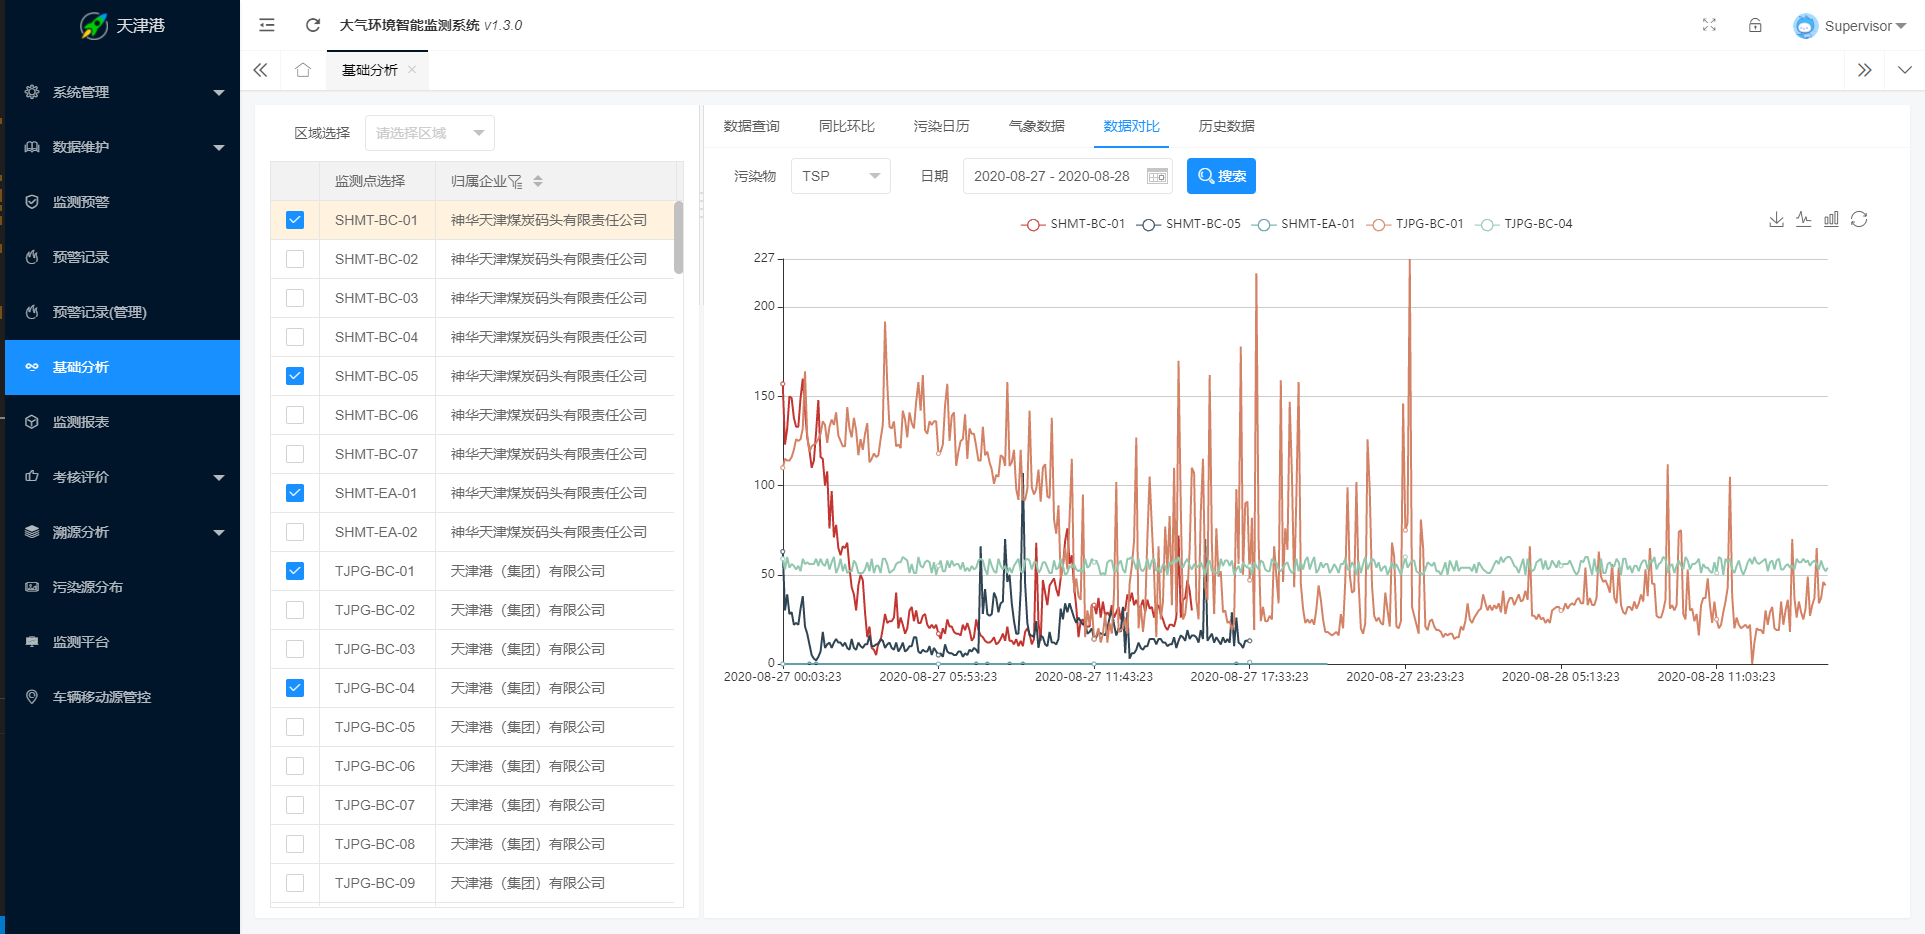 天津港
系统管理
数据维护
监测预警
预警记录
预警记录(管理)
基础分析
监测报表
考核评价
溯源分析
污染源分布
监测平台
车辆移动源管控
大气环境智能监测系统 v1.3.0
Supervisor
基础分析
区域选择 请选择区域
监测点选择 归属企业
SHMT-BC-01 神华天津煤炭码头有限责任公司
SHMT-BC-02 神华天津煤炭码头有限责任公司
SHMT-BC-03 神华天津煤炭码头有限责任公司
SHMT-BC-04 神华天津煤炭码头有限责任公司
SHMT-BC-05 神华天津煤炭码头有限责任公司
SHMT-BC-06 神华天津煤炭码头有限责任公司
SHMT-BC-07 神华天津煤炭码头有限责任公司
SHMT-EA-01 神华天津煤炭码头有限责任公司
SHMT-EA-02 神华天津煤炭码头有限责任公司
TJPG-BC-01 天津港（集团）有限公司
TJPG-BC-02 天津港（集团）有限公司
TJPG-BC-03 天津港（集团）有限公司
TJPG-BC-04 天津港（集团）有限公司
TJPG-BC-05 天津港（集团）有限公司
TJPG-BC-06 天津港（集团）有限公司
TJPG-BC-07 天津港（集团）有限公司
TJPG-BC-08 天津港（集团）有限公司
TJPG-BC-09 天津港（集团）有限公司
数据查询 同比环比 污染日历 气象数据 数据对比 历史数据
污染物 TSP 日期 2020-08-27 - 2020-08-28 搜索
SHMT-BC-01 SHMT-BC-05 SHMT-EA-01 TJPG-BC-01 TJPG-BC-04
227
200
150
100
50
0
2020-08-27 00:03:23 2020-08-27 05:53:23 2020-08-27 11:43:23 2020-08-27 17:33:23 2020-08-27 23:23:23 2020-08-28 05:13:23 2020-08-28 11:03:23